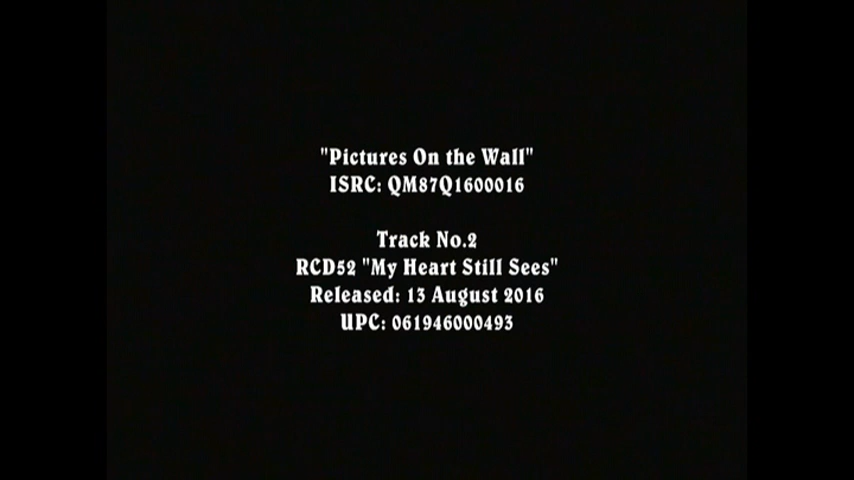 "Pictures On the Wall"
ISRC: QM87Q1600016
Track No.2
RCD52 "My Heart Still Sees"
Released: 13 August 2016
UPC: 061946000493